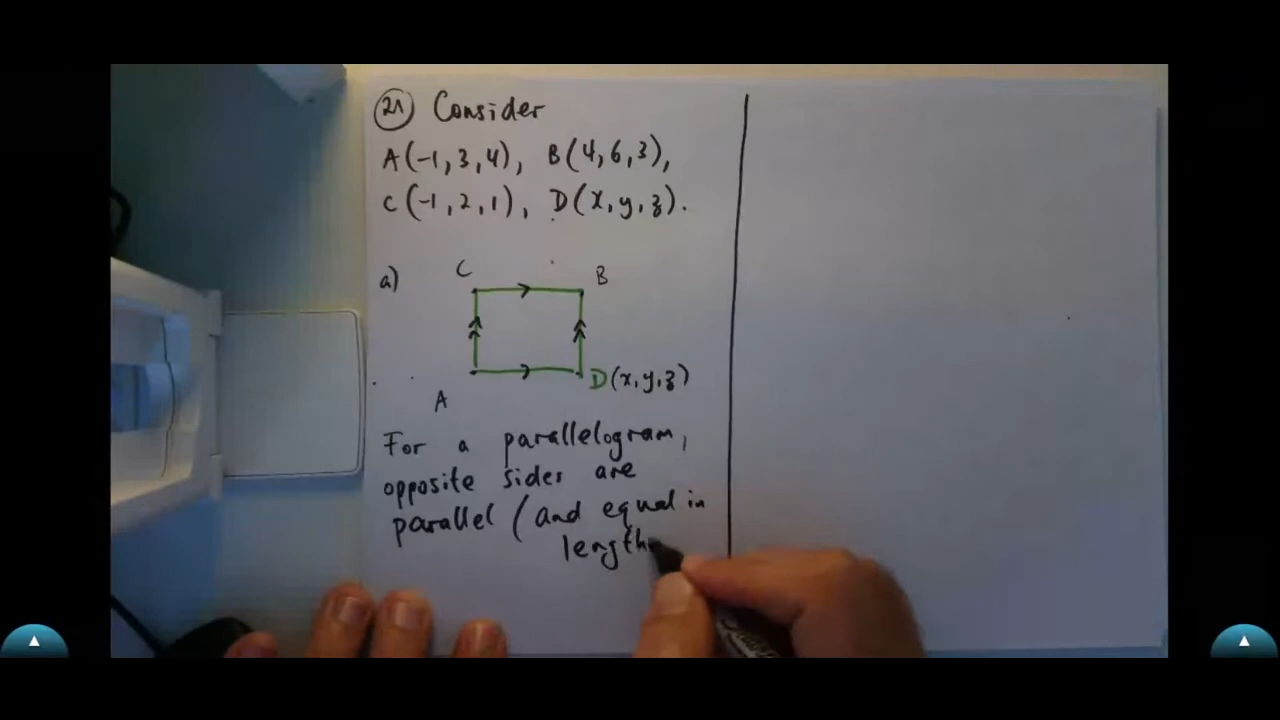 21 Consider
A(-1, 3, 4), B(4, 6, 3),
C(-1, 2, 1), D(x, y, z).
a)
C B
A D(x, y, z)
For a parallelogram,
opposite sides are
parallel (and equal in
length